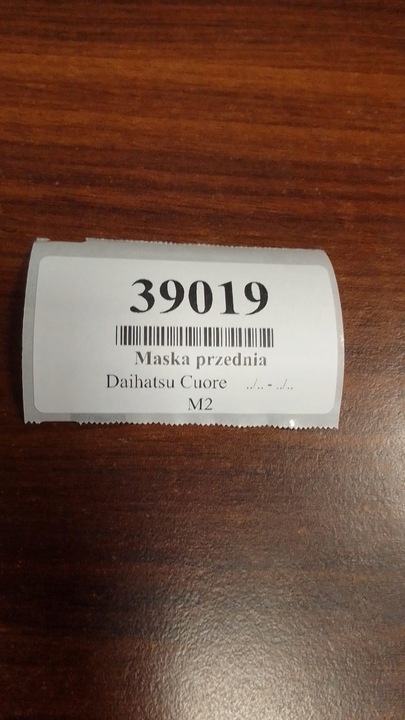 39019
Maska przednia
Daihatsu Cuore ../.. - ../..
M2